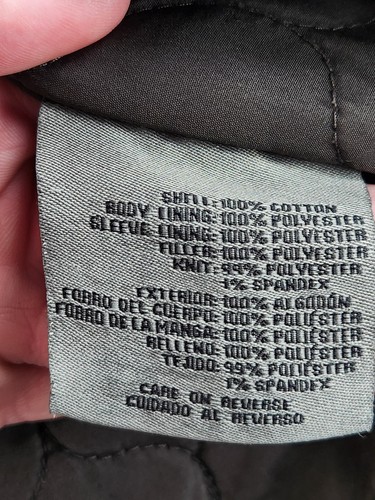 SHELL: 100% COTTON
BODY LINING: 100% POLYESTER
SLEEVE LINING: 100% POLYESTER
FILLER: 100% POLYESTER
KNIT: 99% POLYESTER
1% SPANDEX
EXTERIOR: 100% ALGODÓN
FORRO DEL CUERPO: 100% POLIÉSTER
FORRO DE LA MANGA: 100% POLIÉSTER
RELLENO: 100% POLIÉSTER
TEJIDO: 99% POLIÉSTER
1% SPANDEX
CARE ON REVERSE
CUIDADO AL REVERSO